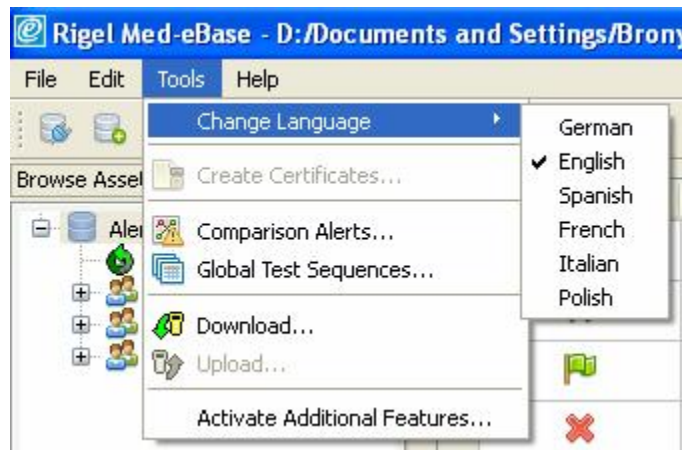 Rigel Med-eBase - D:/Documents and Settings/Brony
File Edit Tools Help
Change Language
German
English
Spanish
French
Italian
Polish
Create Certificates...
Comparison Alerts...
Global Test Sequences...
Download...
Upload...
Activate Additional Features...
Browse Asset
Aler